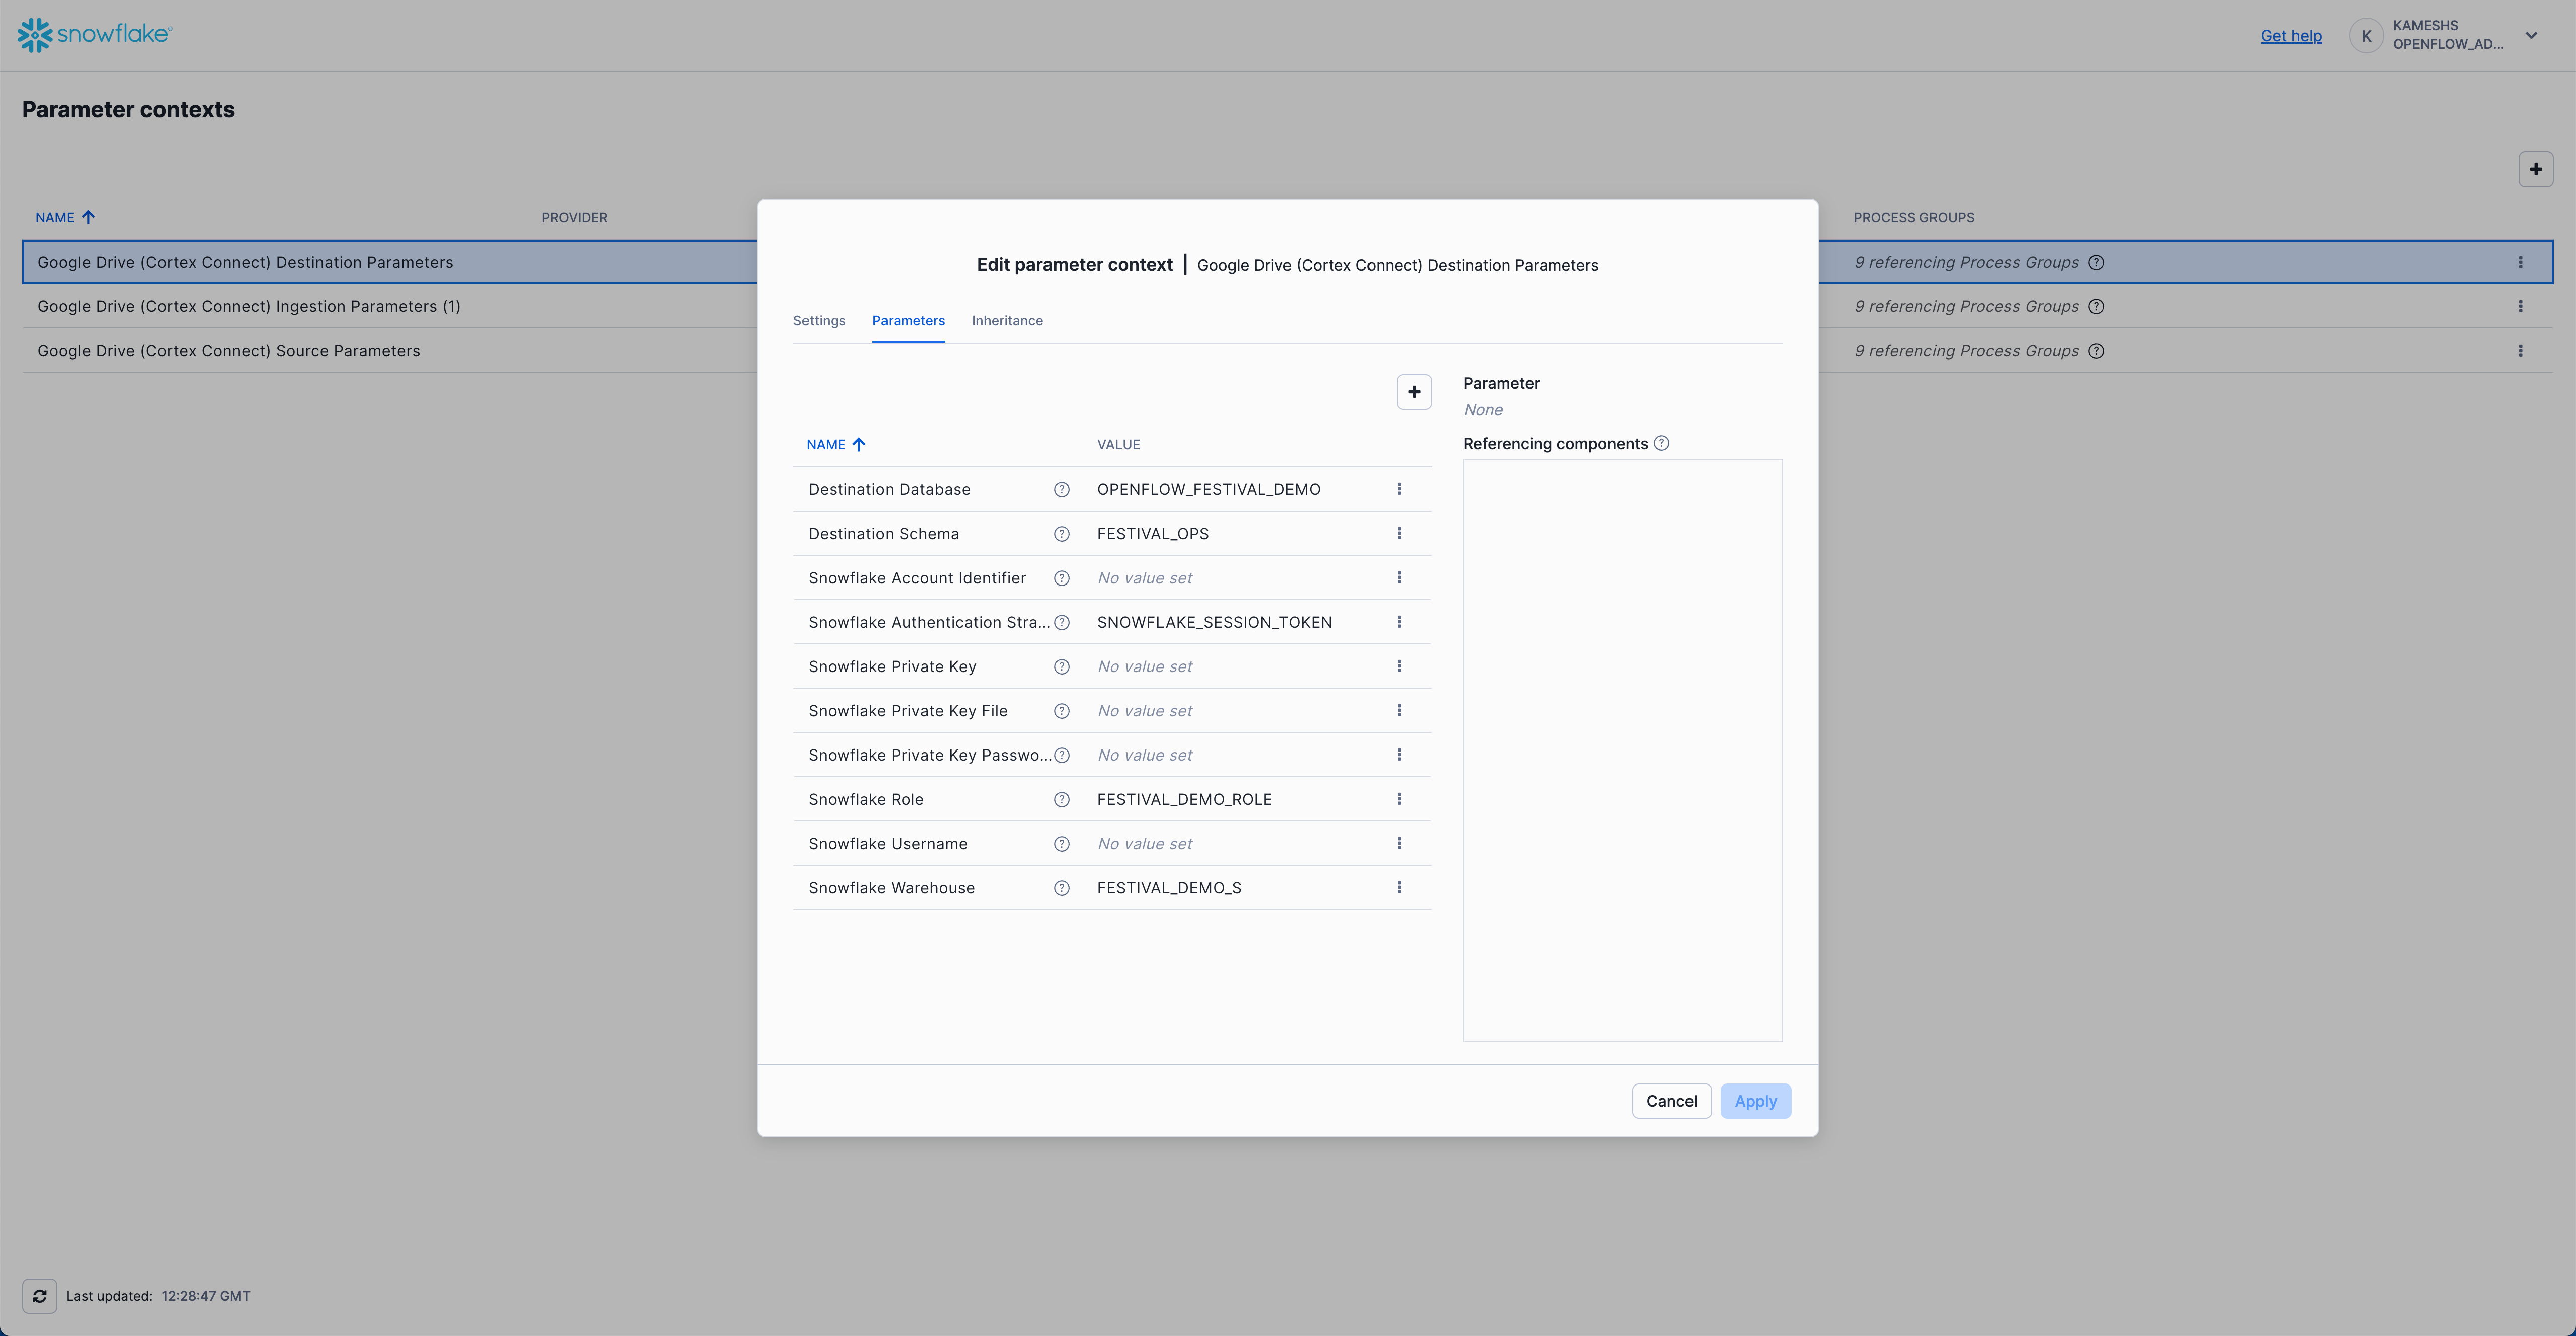 snowflake®
Get help
K
KAMESHS
OPENFLOW_AD...
Parameter contexts
NAME
PROVIDER
PROCESS GROUPS
Google Drive (Cortex Connect) Destination Parameters
9 referencing Process Groups
Google Drive (Cortex Connect) Ingestion Parameters (1)
9 referencing Process Groups
Google Drive (Cortex Connect) Source Parameters
9 referencing Process Groups
Edit parameter context | Google Drive (Cortex Connect) Destination Parameters
Settings
Parameters
Inheritance
Parameter
None
Referencing components
NAME
VALUE
Destination Database
OPENFLOW_FESTIVAL_DEMO
Destination Schema
FESTIVAL_OPS
Snowflake Account Identifier
No value set
Snowflake Authentication Stra...
SNOWFLAKE_SESSION_TOKEN
Snowflake Private Key
No value set
Snowflake Private Key File
No value set
Snowflake Private Key Passwo...
No value set
Snowflake Role
FESTIVAL_DEMO_ROLE
Snowflake Username
No value set
Snowflake Warehouse
FESTIVAL_DEMO_S
Cancel
Apply
Last updated: 12:28:47 GMT